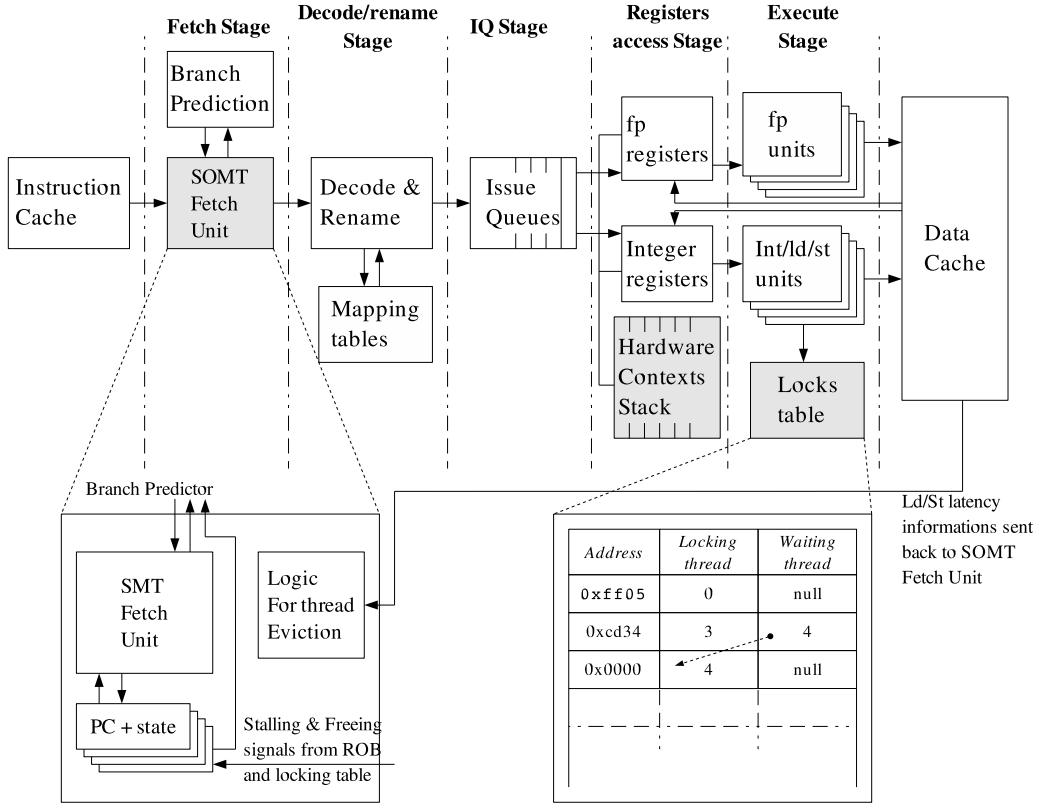 Fetch Stage
Decode/rename
Stage
IQ Stage
Registers
access Stage
Execute
Stage
Branch
Prediction
Instruction
Cache
SOMT
Fetch
Unit
Decode &
Rename
Mapping
tables
Issue
Queues
fp
registers
Integer
registers
Hardware
Contexts
Stack
fp
units
Int/ld/st
units
Locks
table
Data
Cache
Branch Predictor
SMT
Fetch
Unit
Logic
For thread
Eviction
PC + state
Stalling & Freeing
signals from ROB
and locking table
Address
Locking
thread
Waiting
thread
0xff05
0
null
0xcd34
3
4
0x0000
4
null
Ld/St latency
informations sent
back to SOMT
Fetch Unit